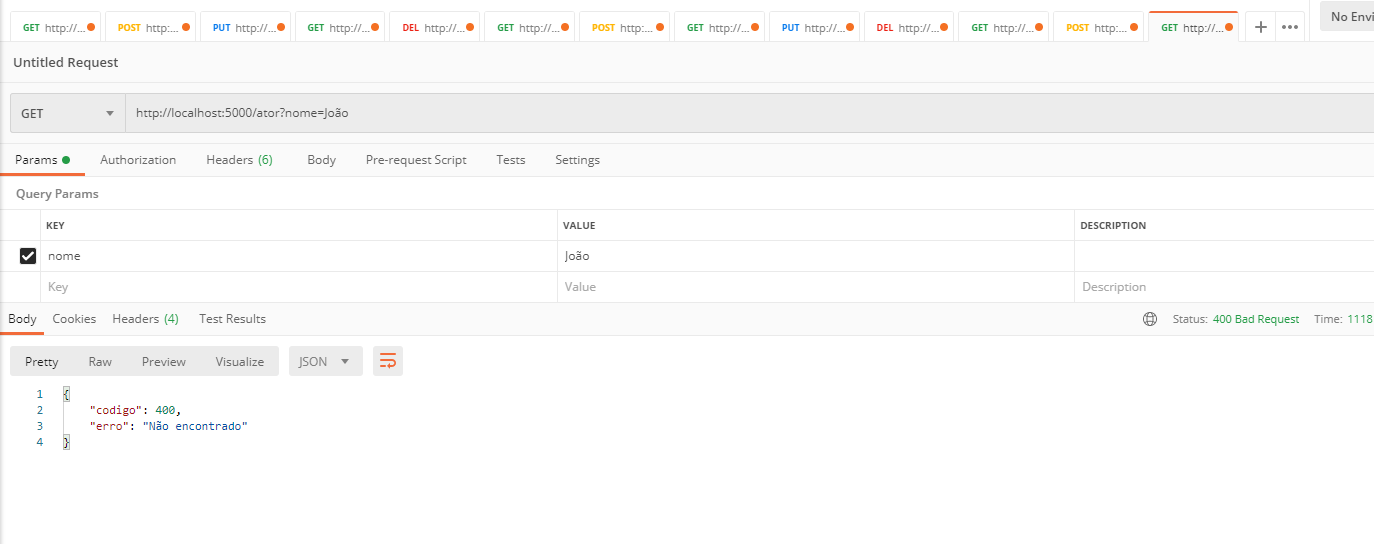 GET http://... POST http:... PUT http://... GET http://... DEL http://... GET http://... POST http:... GET http://... PUT http://... DEL http://... GET http://... POST http:... GET http://... + ••• No Envi
Untitled Request
GET http://localhost:5000/ator?nome=João
Params Authorization Headers (6) Body Pre-request Script Tests Settings
Query Params
KEY VALUE DESCRIPTION
nome João
Key Value Description
Body Cookies Headers (4) Test Results Status: 400 Bad Request Time: 1118
Pretty Raw Preview Visualize JSON
1 {
2 "codigo": 400,
3 "erro": "Não encontrado"
4 }